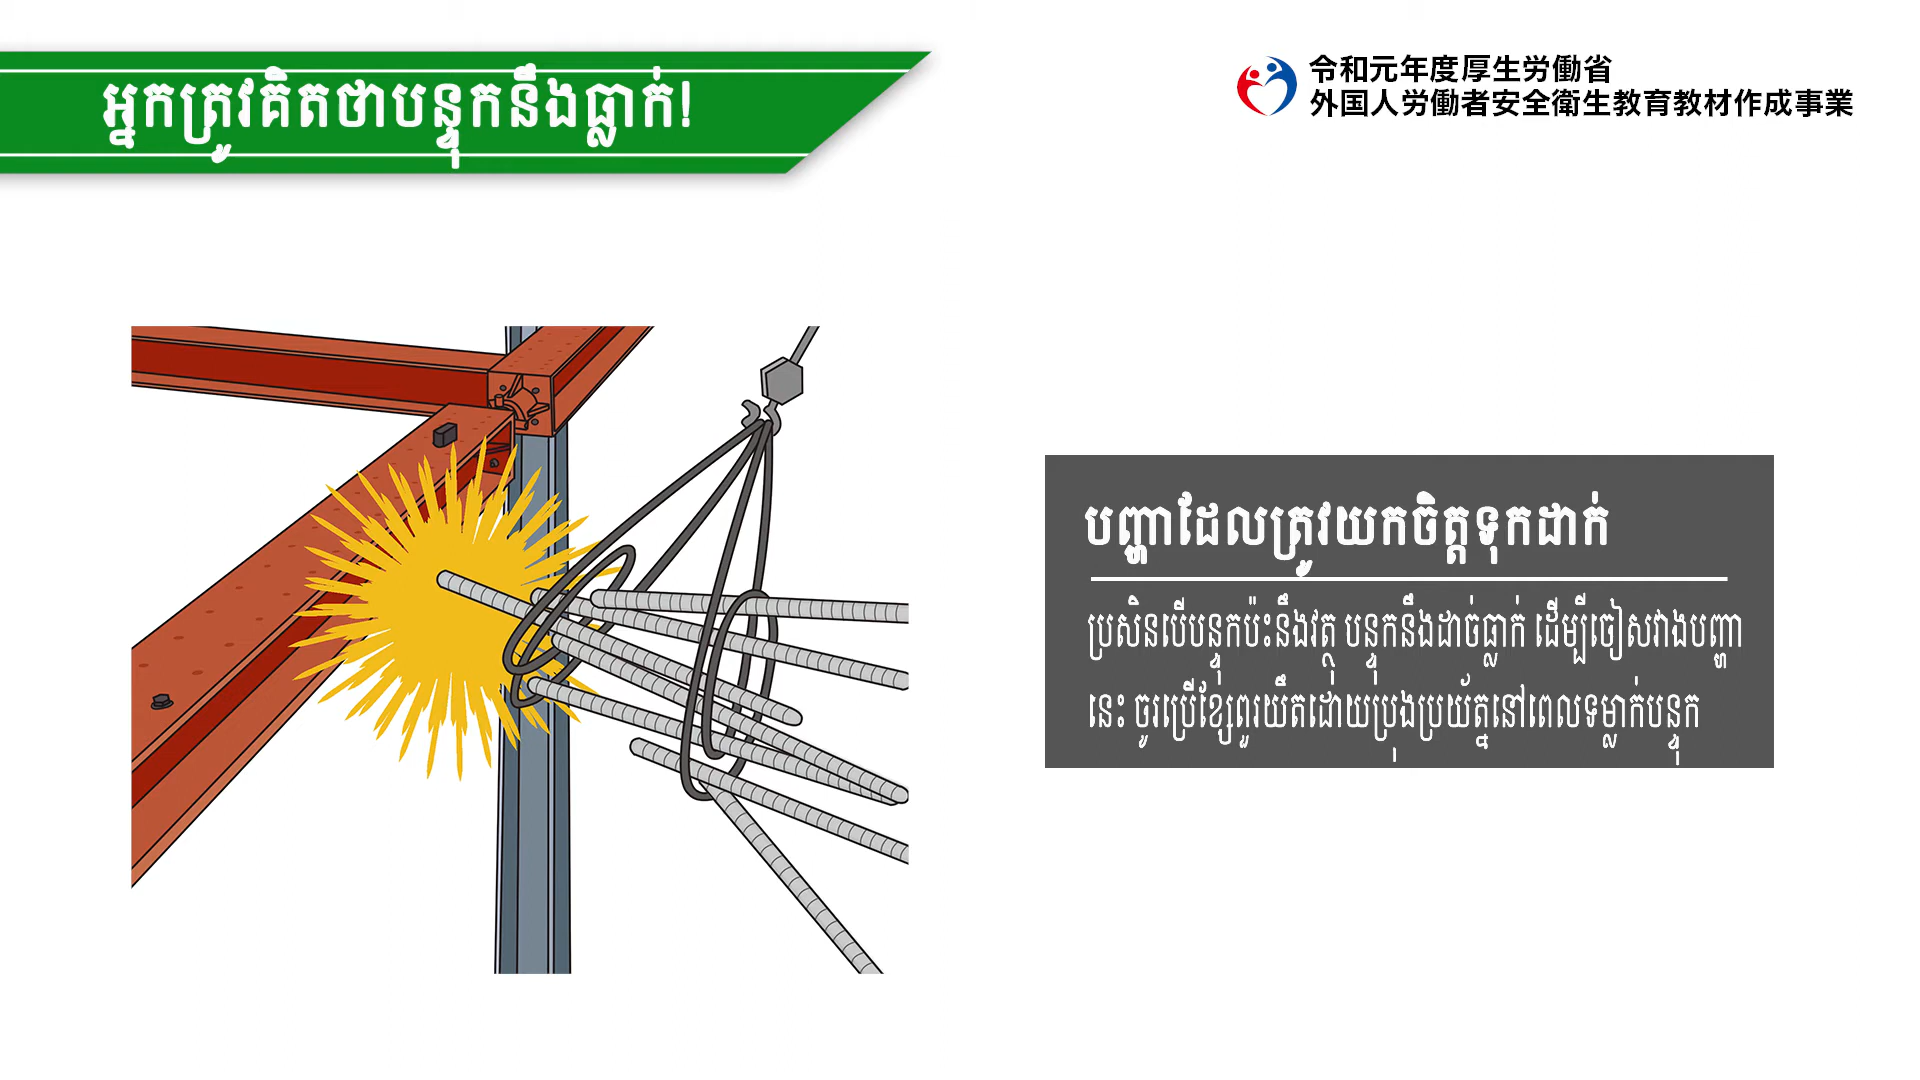 អ្នកត្រូវគិតថាបន្ទុកនឹងធ្លាក់!
令和元年度厚生労働省
外国人労働者安全衛生教育教材作成事業
បញ្ហាដែលត្រូវយកចិត្តទុកដាក់
ប្រសិនបើបន្ទុកប៉ះនឹងវត្ថុ បន្ទុកនឹងដាច់ធ្លាក់ ដើម្បីចៀសវាងបញ្ហា
នេះ ចូរប្រើខ្សែពួរយឹតដោយប្រុងប្រយ័ត្ននៅពេលទម្លាក់បន្ទុក